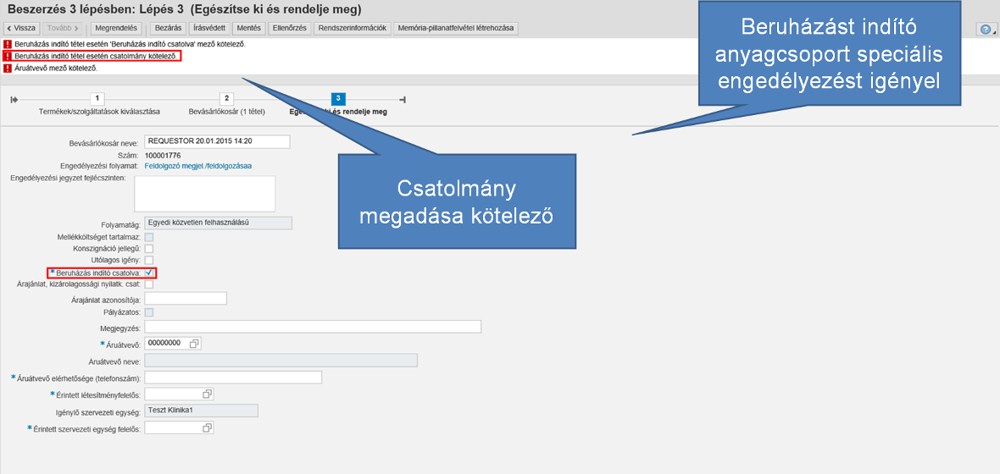 Beszerzés 3 lépésben: Lépés 3 (Egészítse ki és rendelje meg)
Vissza Tovább Megrendelés Bezárás Írásvédett Mentés Ellenőrzés Rendszerinformációk Memória-pillanatfelvétel létrehozása
Beruházás indító tétel esetén 'Beruházás indító csatolva' mező kötelező.
Beruházás indító tétel esetén csatolmány kötelező.
Áruátvevő mező kötelező.
Beruházást indító
anyagcsoport speciális
engedélyezést igényel
1 2 3
Termékek/szolgáltatások kiválasztása Bevásárlókosár (1 tétel) ki és rendelje meg
Bevásárlókosár neve: REQUESTOR 20.01.2015 14:20
Szám: 100001776
Engedélyezési folyamat: Feldolgozó megjel./feldolgozásaa
Engedélyezési jegyzet fejlécszinten:
Csatolmány
megadása kötelező
Folyamatág: Egyedi közvetlen felhasználású
Mellékköltséget tartalmaz:
Konszignáció jellegű:
Utólagos igény:
* Beruházás indító csatolva:
Árajánlat, kizárolagossági nyilatk. csat:
Árajánlat azonosítója:
Pályázatos:
Megjegyzés:
* Áruátvevő: 00000000
Áruátvevő neve:
* Áruátvevő elérhetősége (telefonszám):
* Érintett létesítményfelelős:
Igénylő szervezeti egység: Teszt Klinika1
* Érintett szervezeti egység felelős: